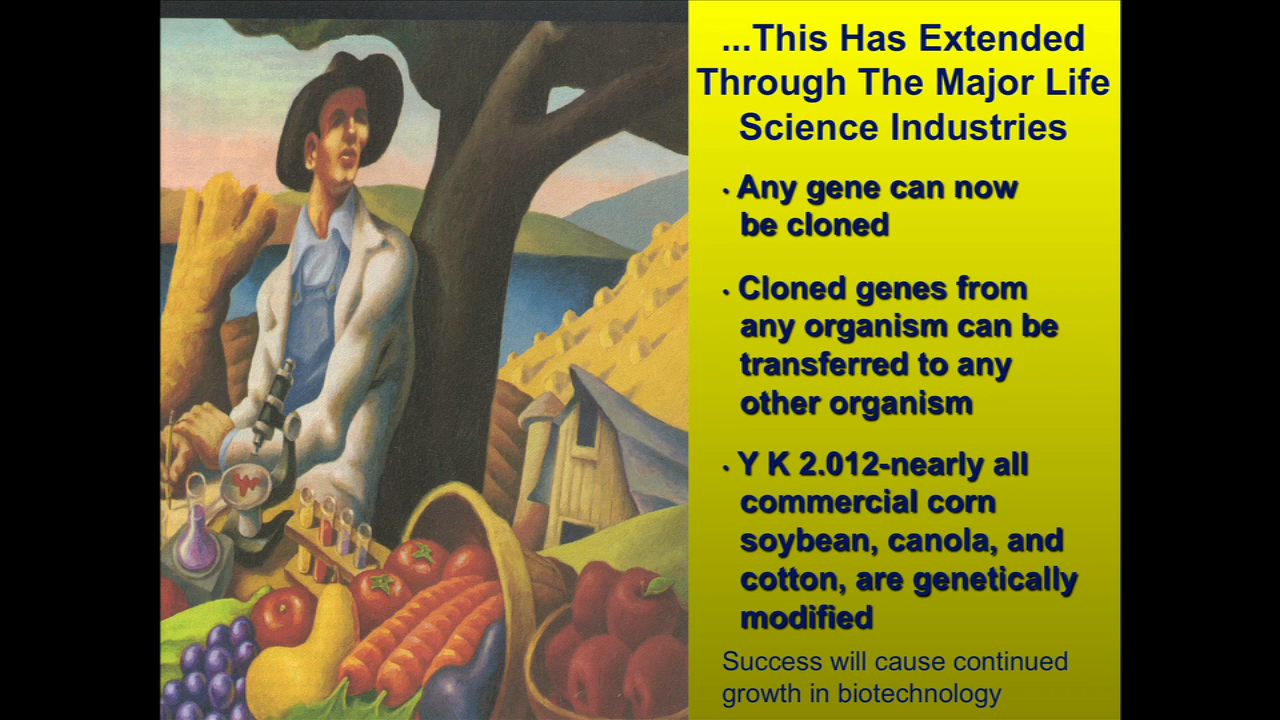 ...This Has Extended
Through The Major Life
Science Industries
• Any gene can now
be cloned
• Cloned genes from
any organism can be
transferred to any
other organism
• Y K 2.012-nearly all
commercial corn
soybean, canola, and
cotton, are genetically
modified
Success will cause continued
growth in biotechnology